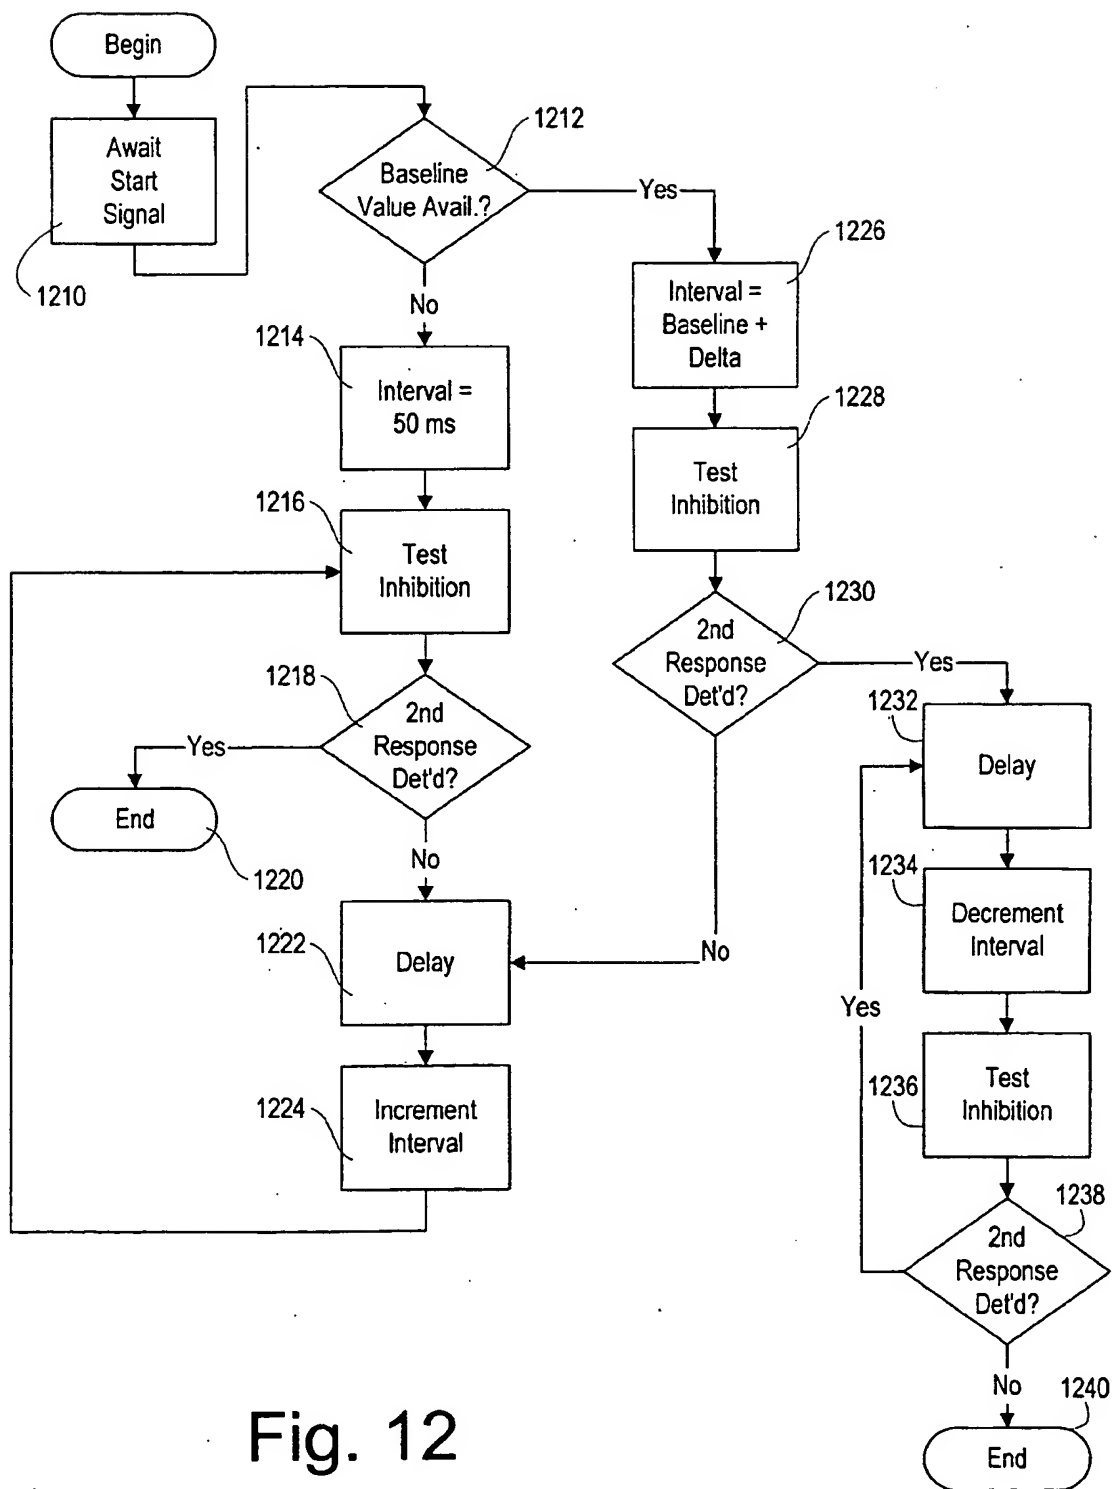 Begin
Await
Start
Signal
1210
Baseline
Value Avail.?
1212
Yes
No
1214
Interval =
50 ms
1216
Test
Inhibition
1218
2nd
Response
Det'd?
Yes
End
1220
No
1222
Delay
1224
Increment
Interval
1226
Interval =
Baseline +
Delta
1228
Test
Inhibition
1230
2nd
Response
Det'd?
Yes
No
1232
Delay
1234
Decrement
Interval
Yes
1236
Test
Inhibition
1238
2nd
Response
Det'd?
No
1240
End
Fig. 12